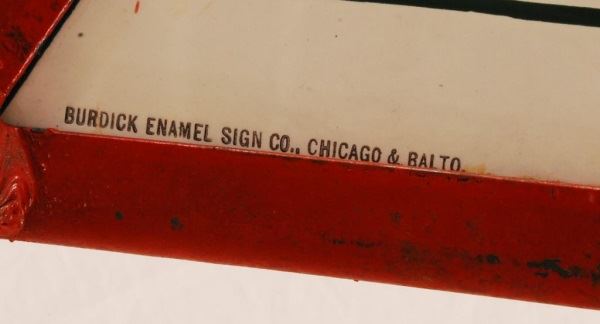 BURDICK ENAMEL SIGN CO., CHICAGO & BALTO.